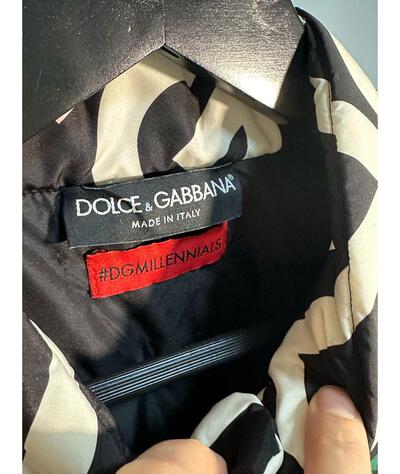 DOLCE & GABBANA®
MADE IN ITALY
#DGMILLENNIALS